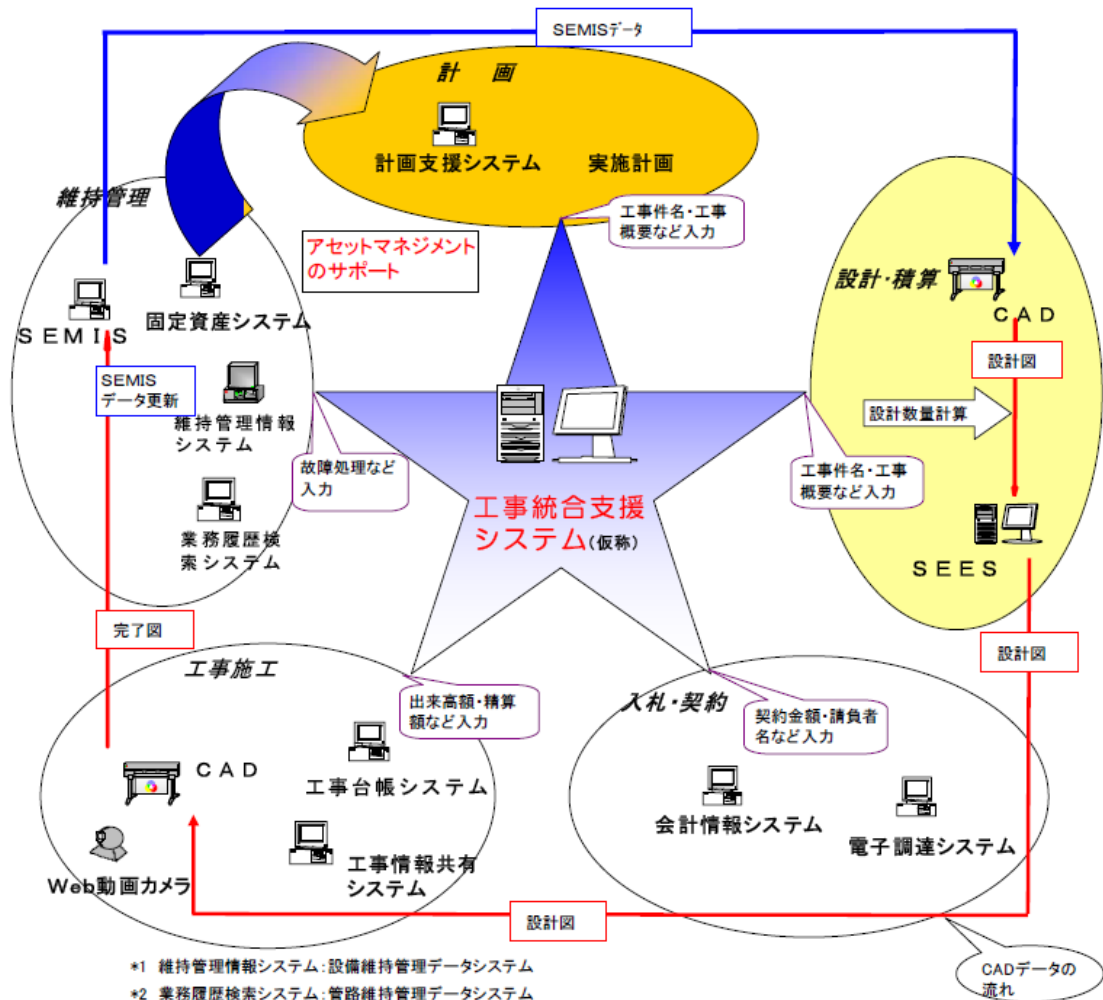 SEMISデータ
計　画
計画支援システム
実施計画
維持管理
工事件名・工事
概要など入力
アセットマネジメント
のサポート
設計・積算
ＣＡＤ
ＳＥＭＩＳ
固定資産システム
設計図
SEMIS
データ更新
設計数量計算
維持管理情報
システム
故障処理など
入力
工事件名・工事
概要など入力
工事統合支援
システム(仮称)
業務履歴検
索システム
ＳＥＥＳ
完了図
設計図
工事施工
出来高額・精算
額など入力
入札・契約
契約金額・請負者
名など入力
ＣＡＤ
工事台帳システム
会計情報システム
電子調達システム
工事情報共有
システム
Web動画カメラ
設計図
CADデータの
流れ
*1 維持管理情報システム：設備維持管理データシステム
*2 業務履歴検索システム：管路維持管理データシステム